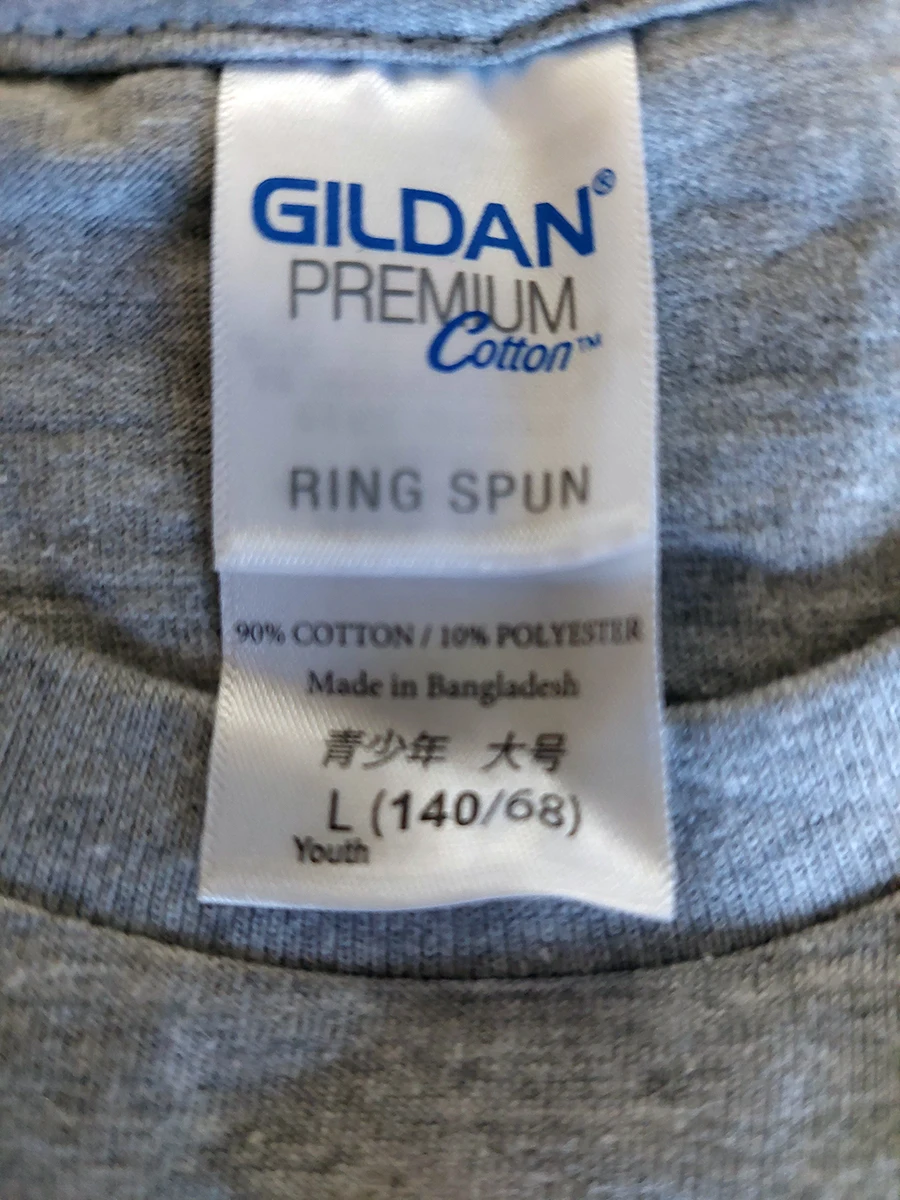 GILDAN®
PREMIUM
Cotton™
RING SPUN
90% COTTON / 10% POLYESTER
Made in Bangladesh
青少年 大号
L (140/68)
Youth